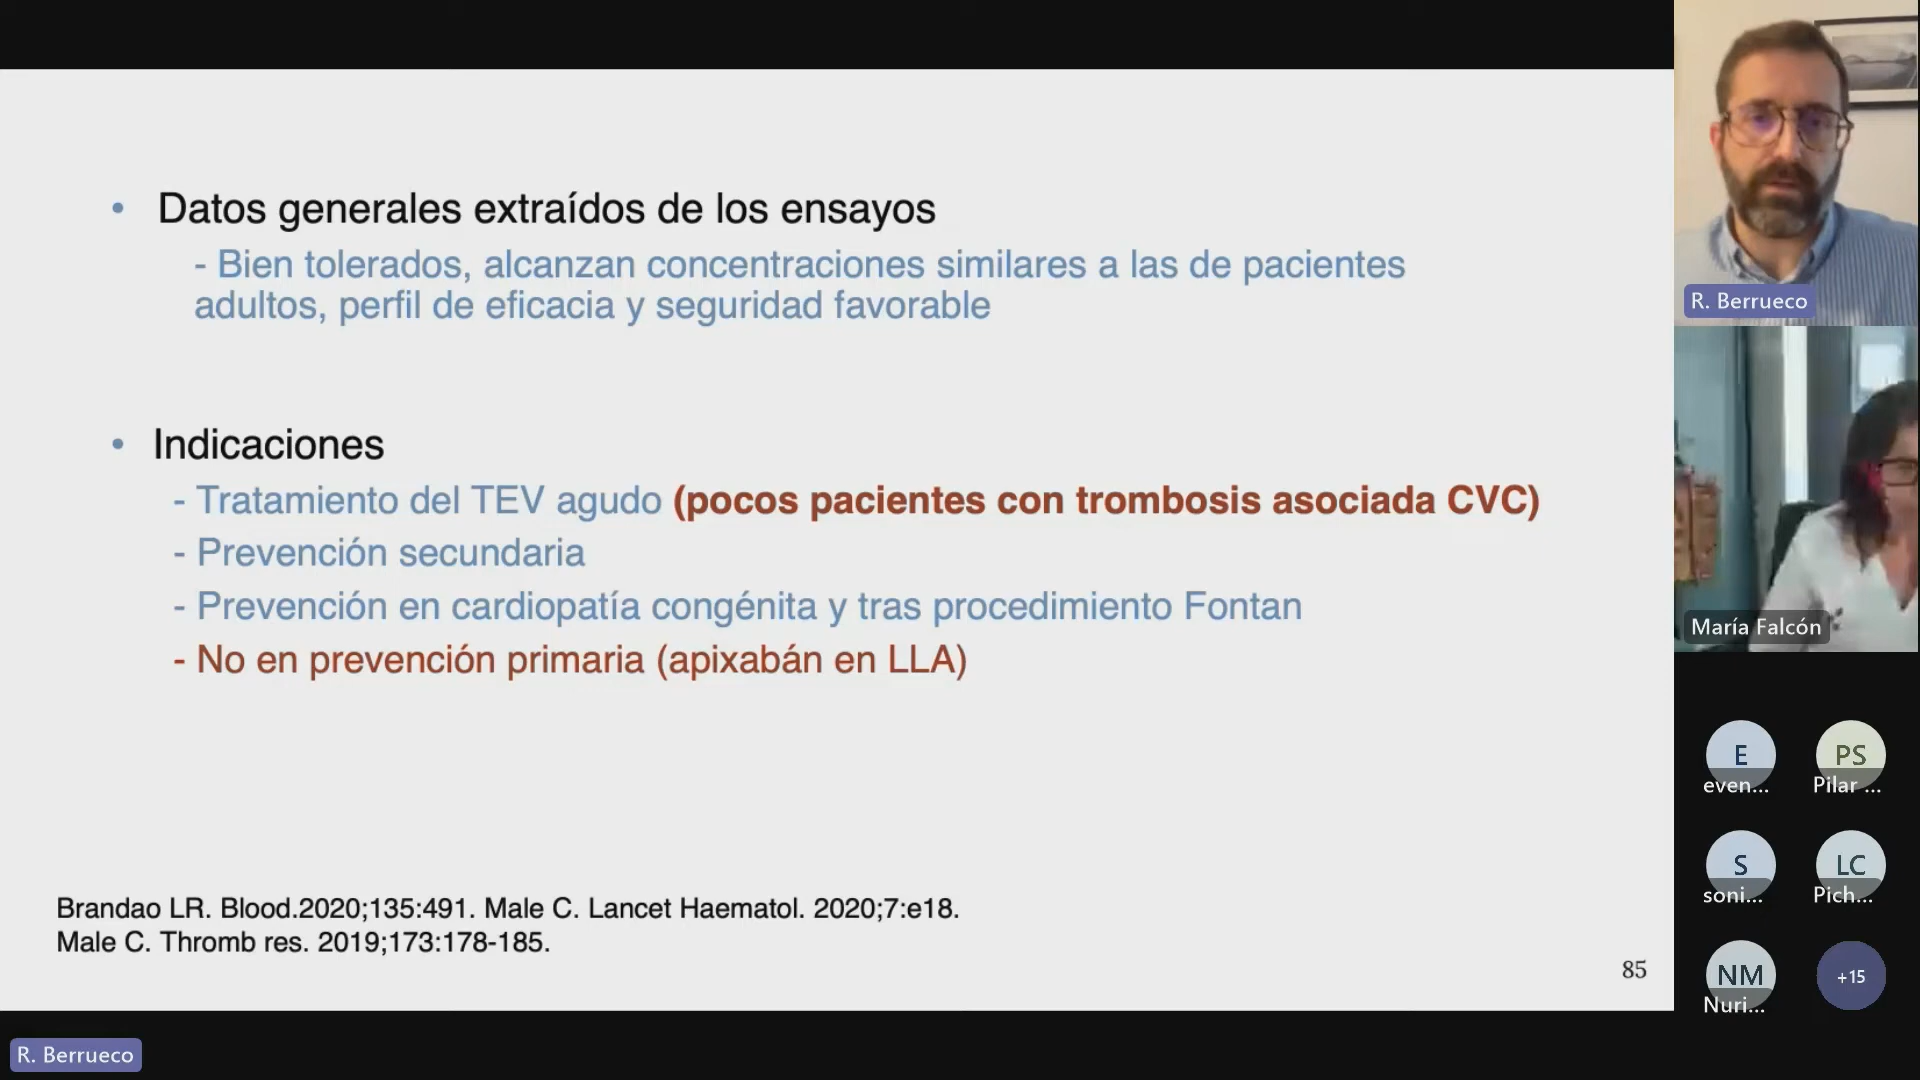 • Datos generales extraídos de los ensayos
- Bien tolerados, alcanzan concentraciones similares a las de pacientes
adultos, perfil de eficacia y seguridad favorable
• Indicaciones
- Tratamiento del TEV agudo (pocos pacientes con trombosis asociada CVC)
- Prevención secundaria
- Prevención en cardiopatía congénita y tras procedimiento Fontan
- No en prevención primaria (apixabán en LLA)
Brandao LR. Blood.2020;135:491. Male C. Lancet Haematol. 2020;7:e18.
Male C. Thromb res. 2019;173:178-185.
85
R. Berrueco
María Falcón
E
even...
PS
Pilar ...
S
soni...
LC
Pich...
NM
Nuri...
+15
R. Berrueco